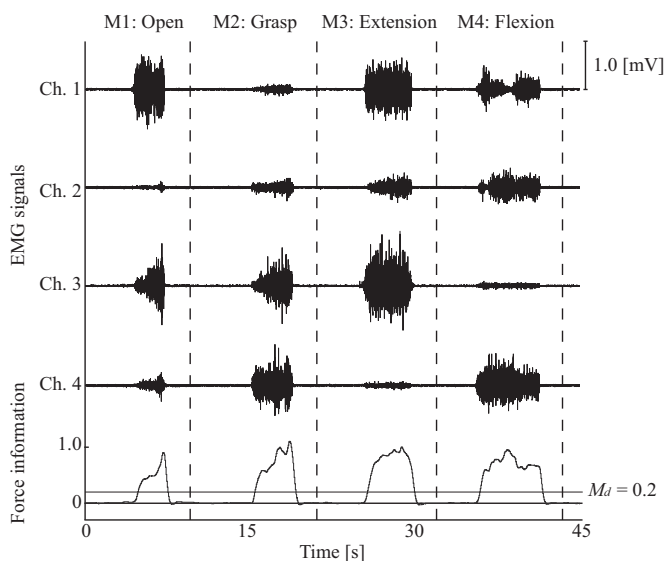 M1: Open M2: Grasp M3: Extension M4: Flexion
1.0 [mV]
Ch. 1
Ch. 2
EMG signals
Ch. 3
Ch. 4
Force information
1.0
0
Md = 0.2
0 15 30 45
Time [s]